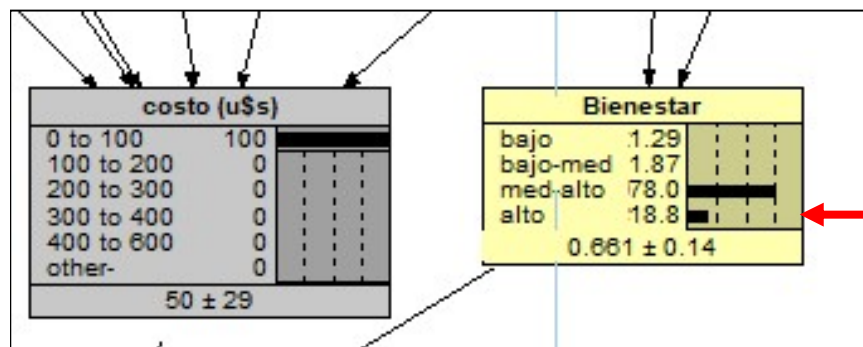 costo (u$s)
0 to 100 100
100 to 200 0
200 to 300 0
300 to 400 0
400 to 600 0
other- 0
50 ± 29
Bienestar
bajo 1.29
bajo-med 1.87
med-alto 78.0
alto 18.8
0.661 ± 0.14